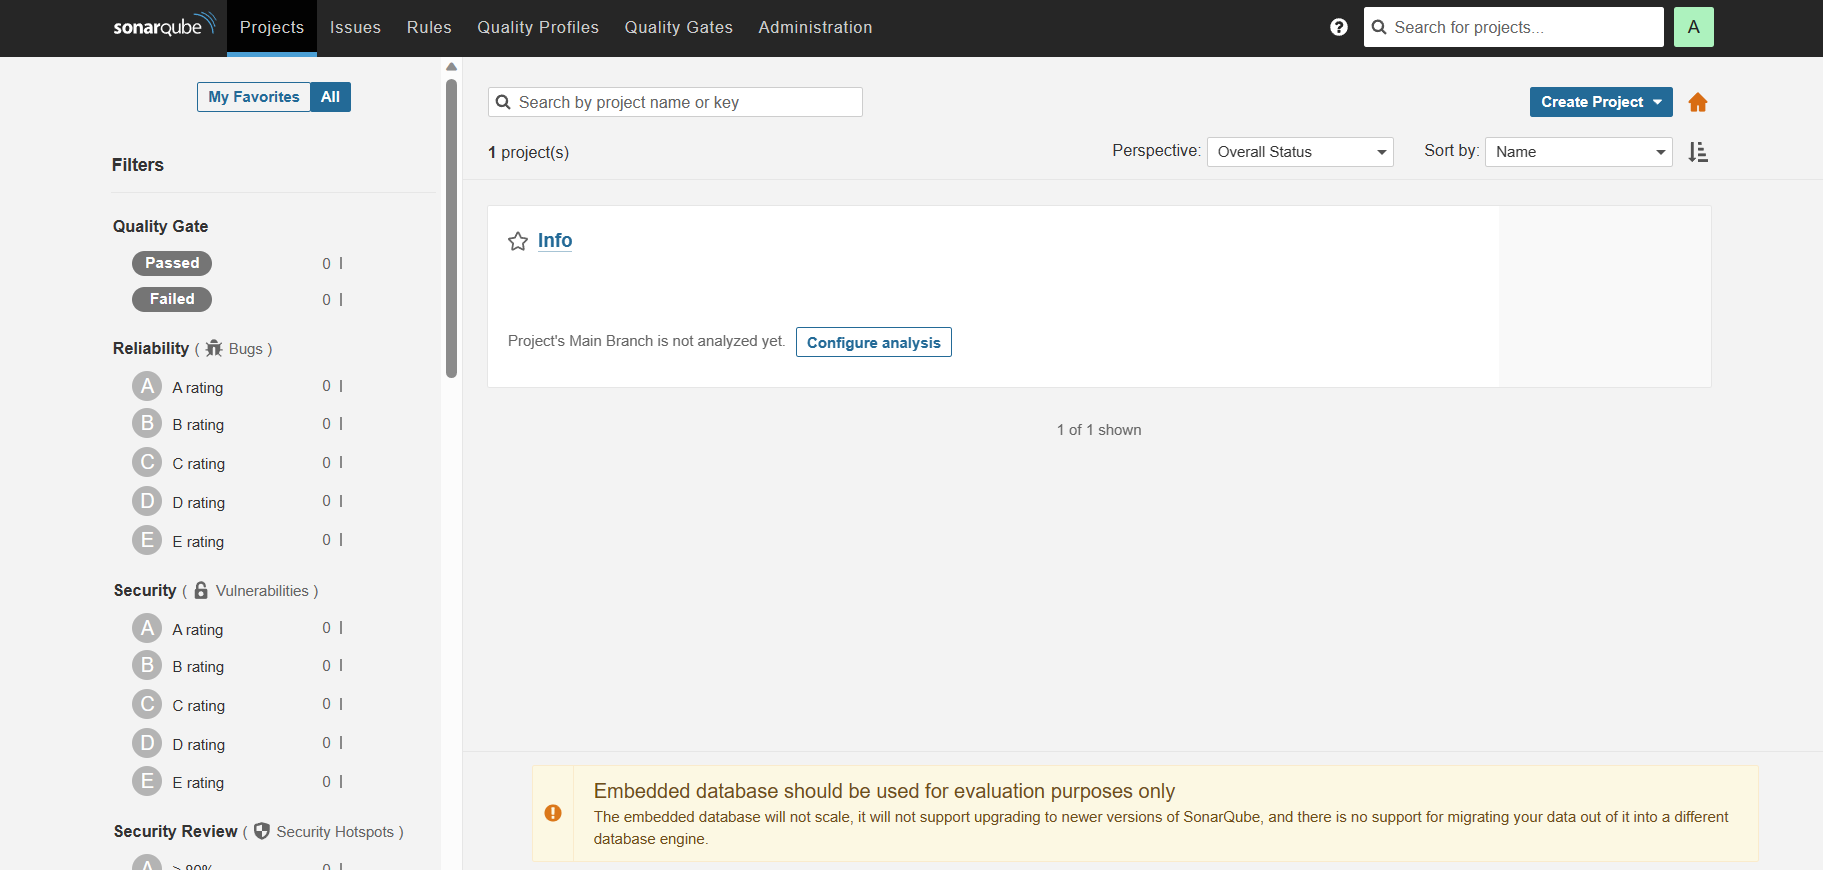 sonarqube Projects Issues Rules Quality Profiles Quality Gates Administration Search for projects... A
My Favorites All
Filters
Quality Gate
Passed 0
Failed 0
Reliability ( Bugs )
A A rating 0
B B rating 0
C C rating 0
D D rating 0
E E rating 0
Security ( Vulnerabilities )
A A rating 0
B B rating 0
C C rating 0
D D rating 0
E E rating 0
Security Review ( Security Hotspots )
A ≥ 80% 0
Search by project name or key
Create Project
1 project(s)
Perspective: Overall Status Sort by: Name
Info
Project's Main Branch is not analyzed yet. Configure analysis
1 of 1 shown
Embedded database should be used for evaluation purposes only
The embedded database will not scale, it will not support upgrading to newer versions of SonarQube, and there is no support for migrating your data out of it into a different
database engine.